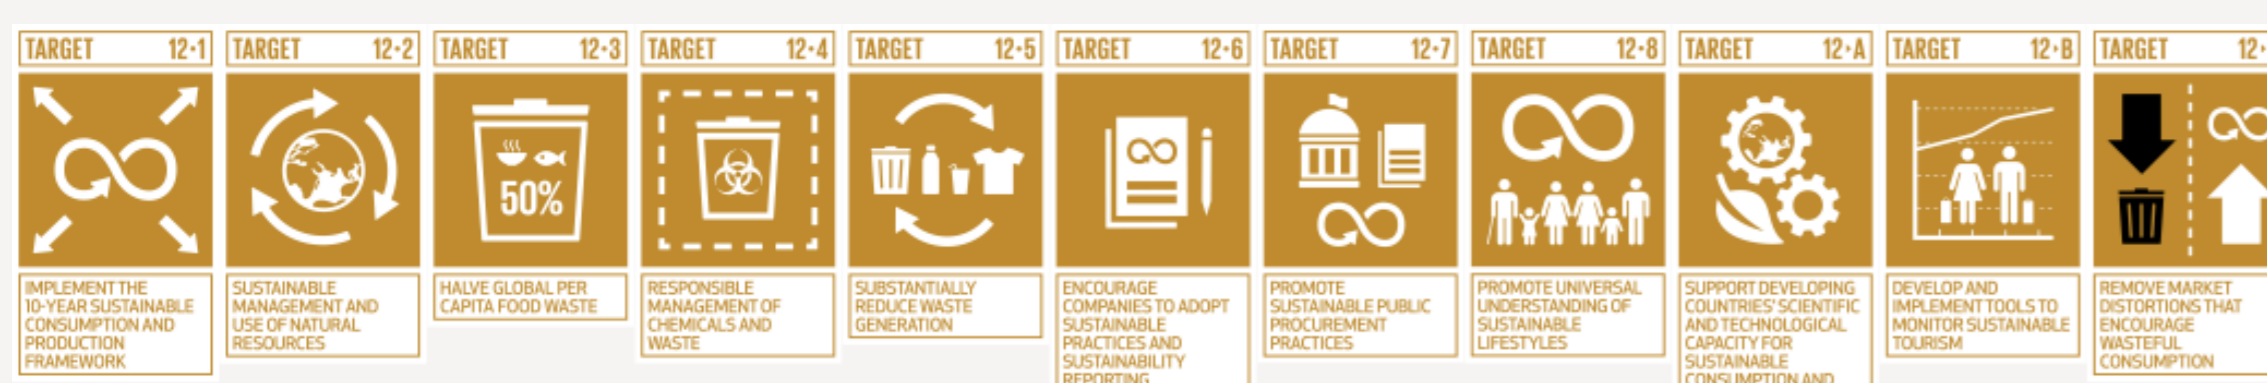 TARGET 12·1
IMPLEMENT THE
10-YEAR SUSTAINABLE
CONSUMPTION AND
PRODUCTION
FRAMEWORK
TARGET 12·2
SUSTAINABLE
MANAGEMENT AND
USE OF NATURAL
RESOURCES
TARGET 12·3
50%
HALVE GLOBAL PER
CAPITA FOOD WASTE
TARGET 12·4
RESPONSIBLE
MANAGEMENT OF
CHEMICALS AND
WASTE
TARGET 12·5
SUBSTANTIALLY
REDUCE WASTE
GENERATION
TARGET 12·6
ENCOURAGE
COMPANIES TO ADOPT
SUSTAINABLE
PRACTICES AND
SUSTAINABILITY
REPORTING
TARGET 12·7
PROMOTE
SUSTAINABLE PUBLIC
PROCUREMENT
PRACTICES
TARGET 12·8
PROMOTE UNIVERSAL
UNDERSTANDING OF
SUSTAINABLE
LIFESTYLES
TARGET 12·A
SUPPORT DEVELOPING
COUNTRIES' SCIENTIFIC
AND TECHNOLOGICAL
CAPACITY FOR
SUSTAINABLE
CONSUMPTION AND
TARGET 12·B
DEVELOP AND
IMPLEMENT TOOLS TO
MONITOR SUSTAINABLE
TOURISM
TARGET 12·
REMOVE MARKET
DISTORTIONS THAT
ENCOURAGE
WASTEFUL
CONSUMPTION